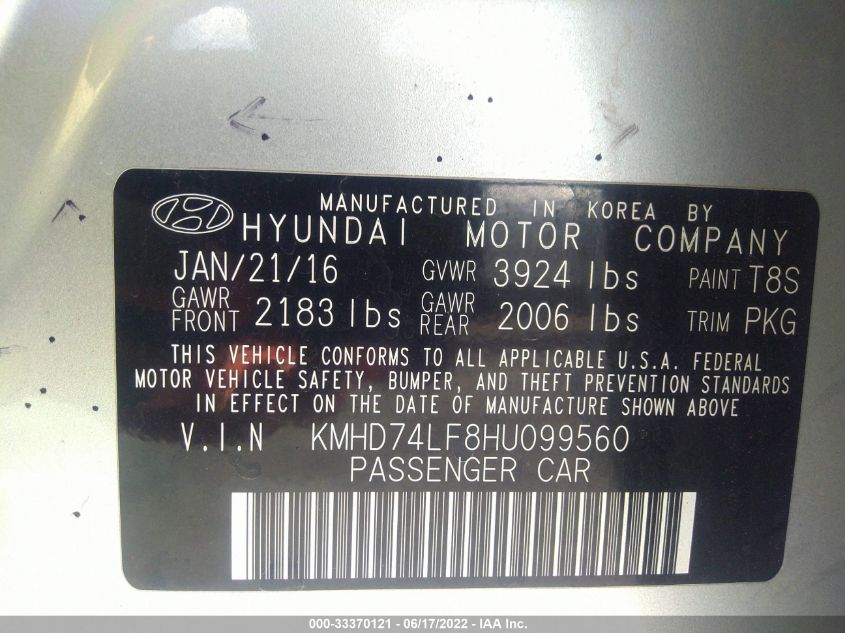 MANUFACTURED IN KOREA BY
HYUNDAI MOTOR COMPANY
JAN/21/16 GVWR 3924 lbs PAINT T8S
GAWR FRONT 2183 lbs GAWR REAR 2006 lbs TRIM PKG
THIS VEHICLE CONFORMS TO ALL APPLICABLE U.S.A. FEDERAL
MOTOR VEHICLE SAFETY, BUMPER, AND THEFT PREVENTION STANDARDS
IN EFFECT ON THE DATE OF MANUFACTURE SHOWN ABOVE
V.I.N KMHD74LF8HU099560
PASSENGER CAR
000-33370121 - 06/17/2022 - IAA Inc.